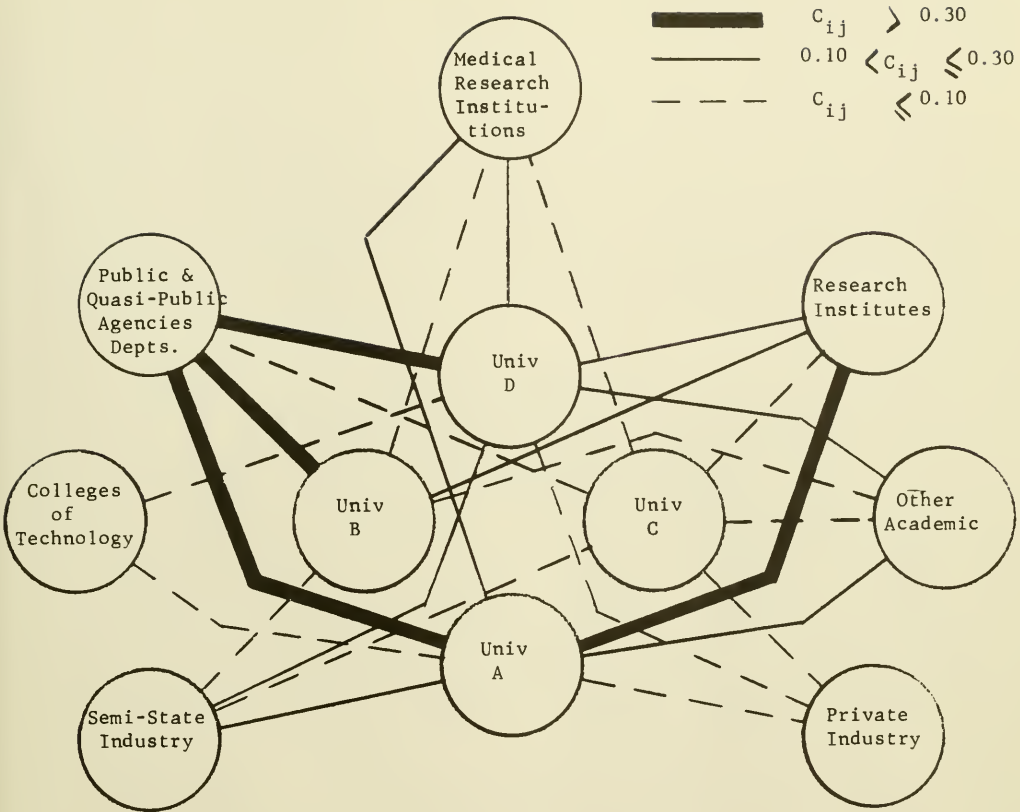 C_ij > 0.30
0.10 < C_ij ≤ 0.30
C_ij ≤ 0.10
Medical
Research
Institu-
tions
Public &
Quasi-Public
Agencies
Depts.
Research
Institutes
Univ
D
Colleges
of
Technology
Univ
B
Univ
C
Other
Academic
Univ
A
Semi-State
Industry
Private
Industry